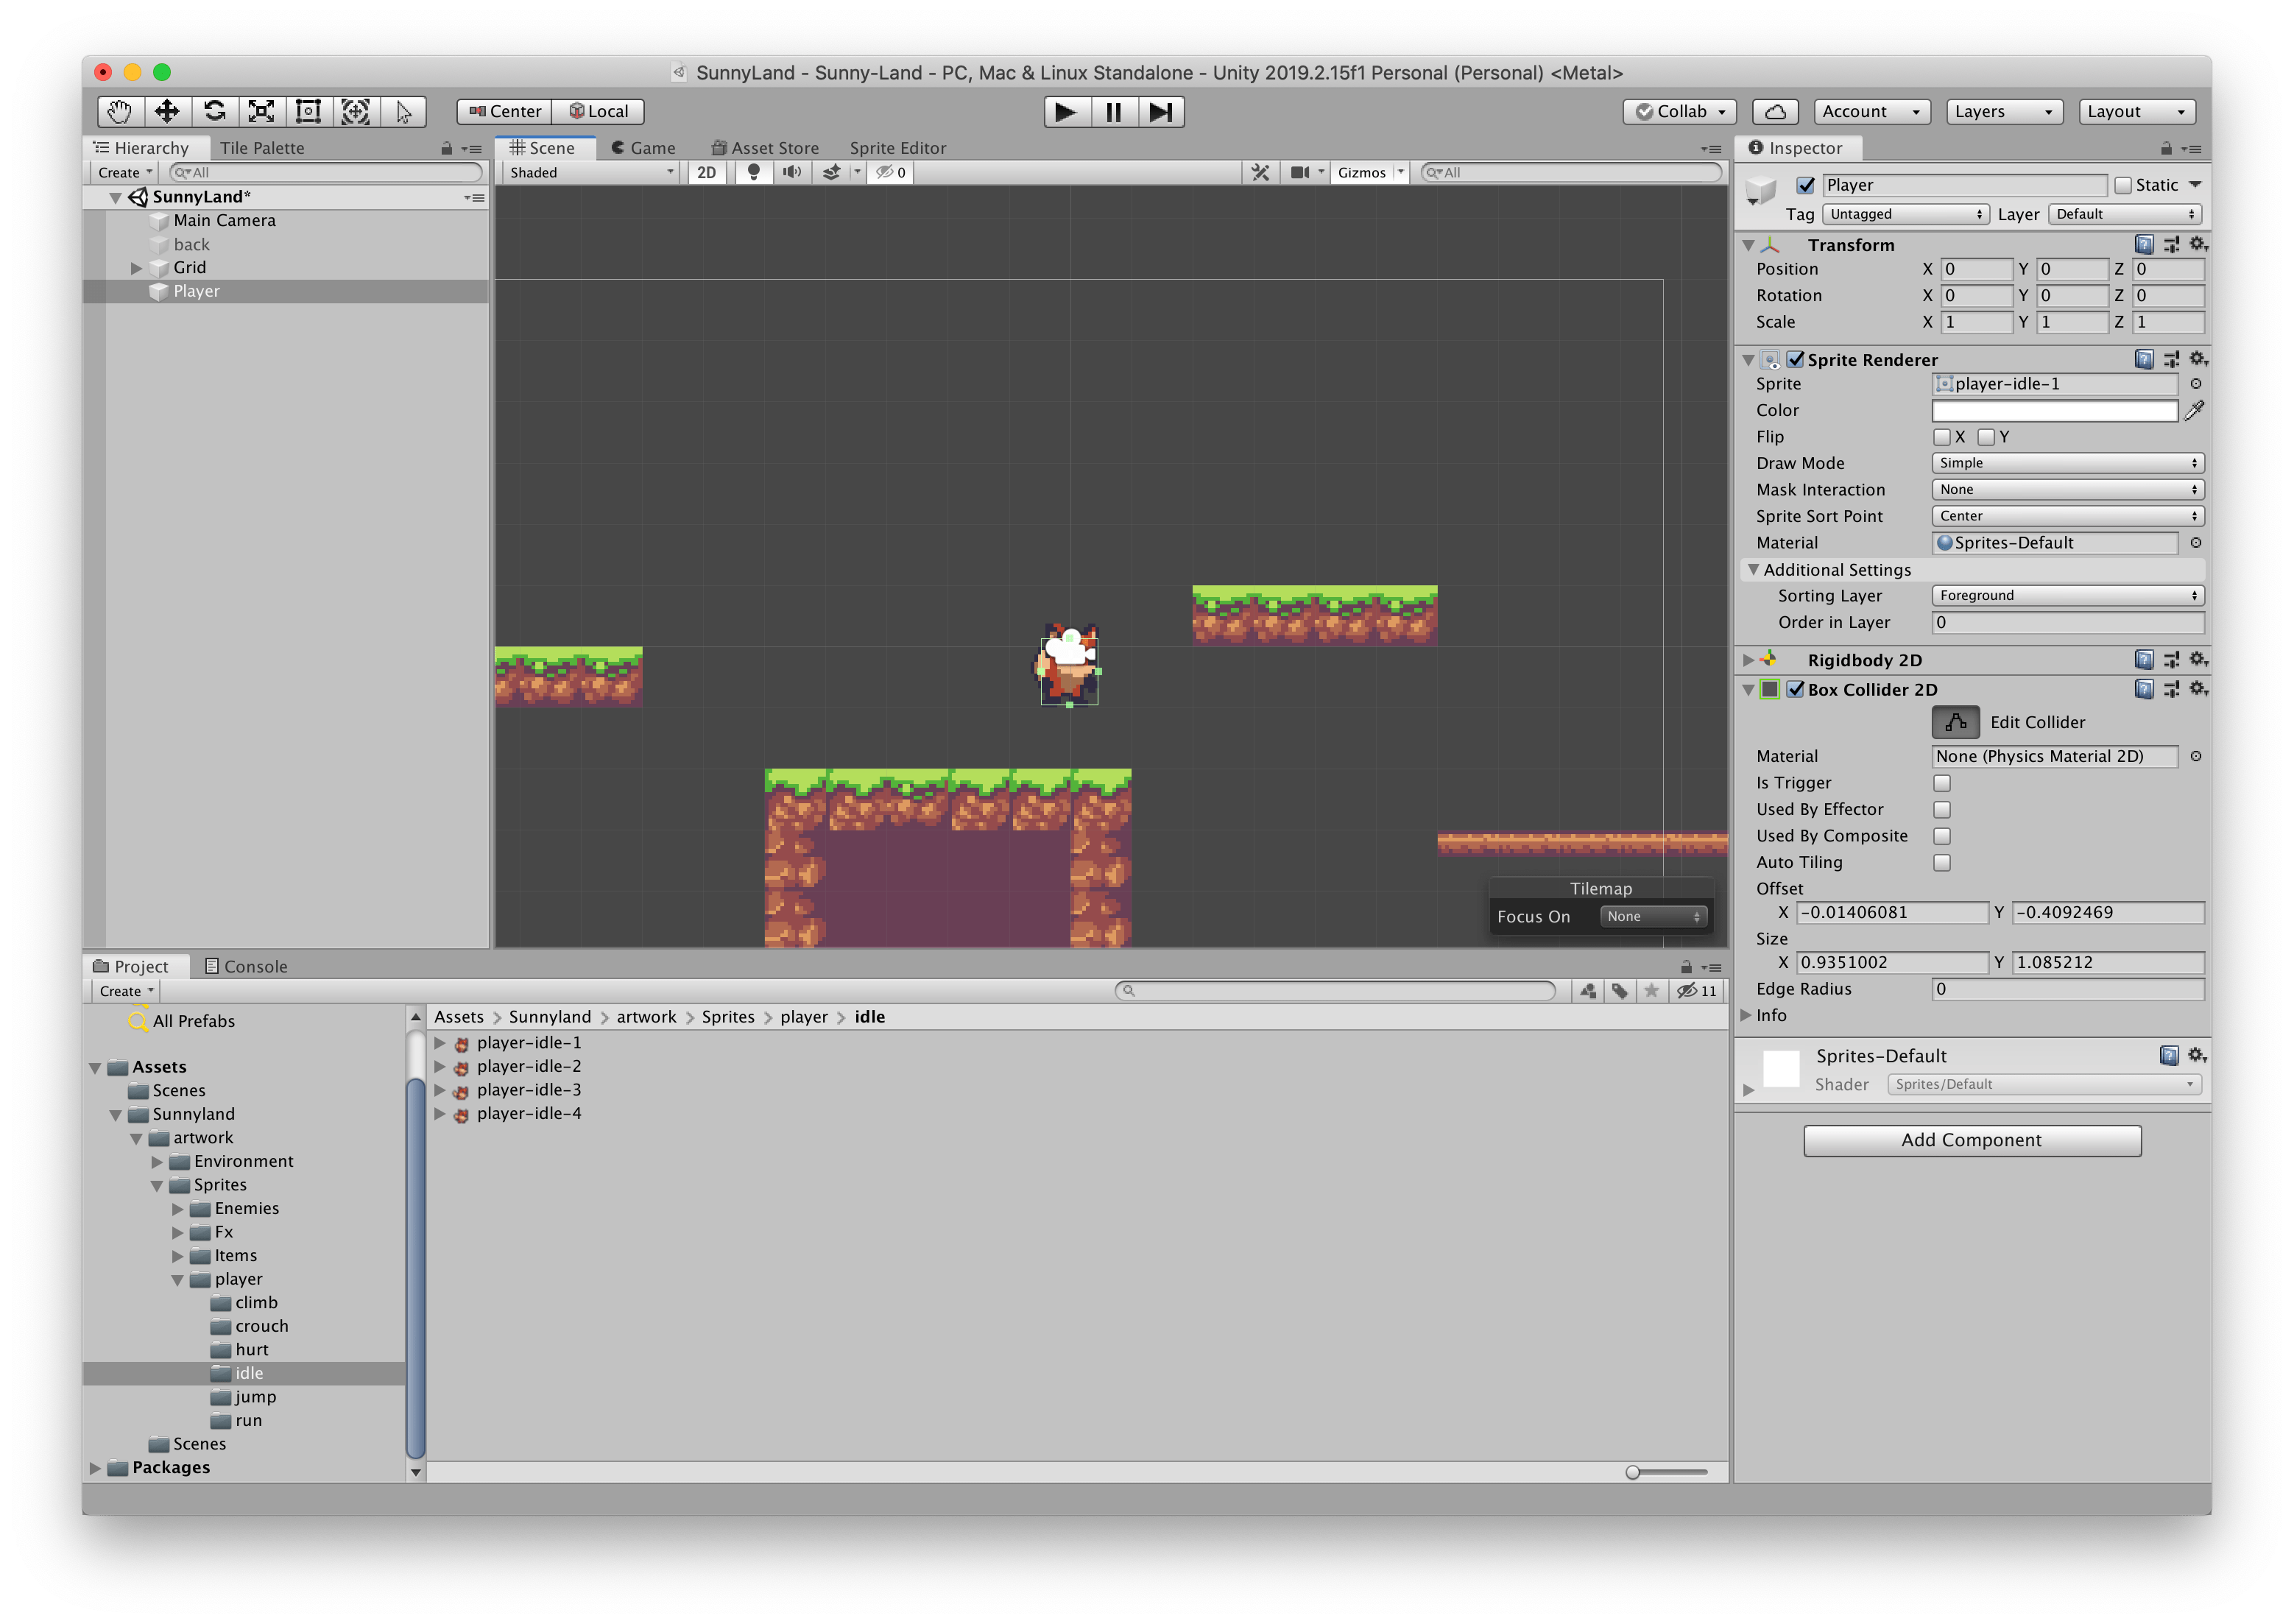 SunnyLand - Sunny-Land - PC, Mac & Linux Standalone - Unity 2019.2.15f1 Personal (Personal) <Metal>
Center Local Collab Account Layers Layout
Hierarchy Tile Palette
Create All
SunnyLand*
Main Camera
back
Grid
Player
Scene Game Asset Store Sprite Editor
Shaded 2D 0 Gizmos All
Tilemap
Focus On None
Inspector
Player Static
Tag Untagged Layer Default
Transform
Position X 0 Y 0 Z 0
Rotation X 0 Y 0 Z 0
Scale X 1 Y 1 Z 1
Sprite Renderer
Sprite player-idle-1
Color
Flip X Y
Draw Mode Simple
Mask Interaction None
Sprite Sort Point Center
Material Sprites-Default
Additional Settings
Sorting Layer Foreground
Order in Layer 0
Rigidbody 2D
Box Collider 2D
Edit Collider
Material None (Physics Material 2D)
Is Trigger
Used By Effector
Used By Composite
Auto Tiling
Offset
X -0.01406081 Y -0.4092469
Size
X 0.9351002 Y 1.085212
Edge Radius 0
Info
Sprites-Default
Shader Sprites/Default
Add Component
Project Console
Create 11
All Prefabs
Assets
Scenes
Sunnyland
artwork
Environment
Sprites
Enemies
Fx
Items
player
climb
crouch
hurt
idle
jump
run
Scenes
Packages
Assets > Sunnyland > artwork > Sprites > player > idle
player-idle-1
player-idle-2
player-idle-3
player-idle-4